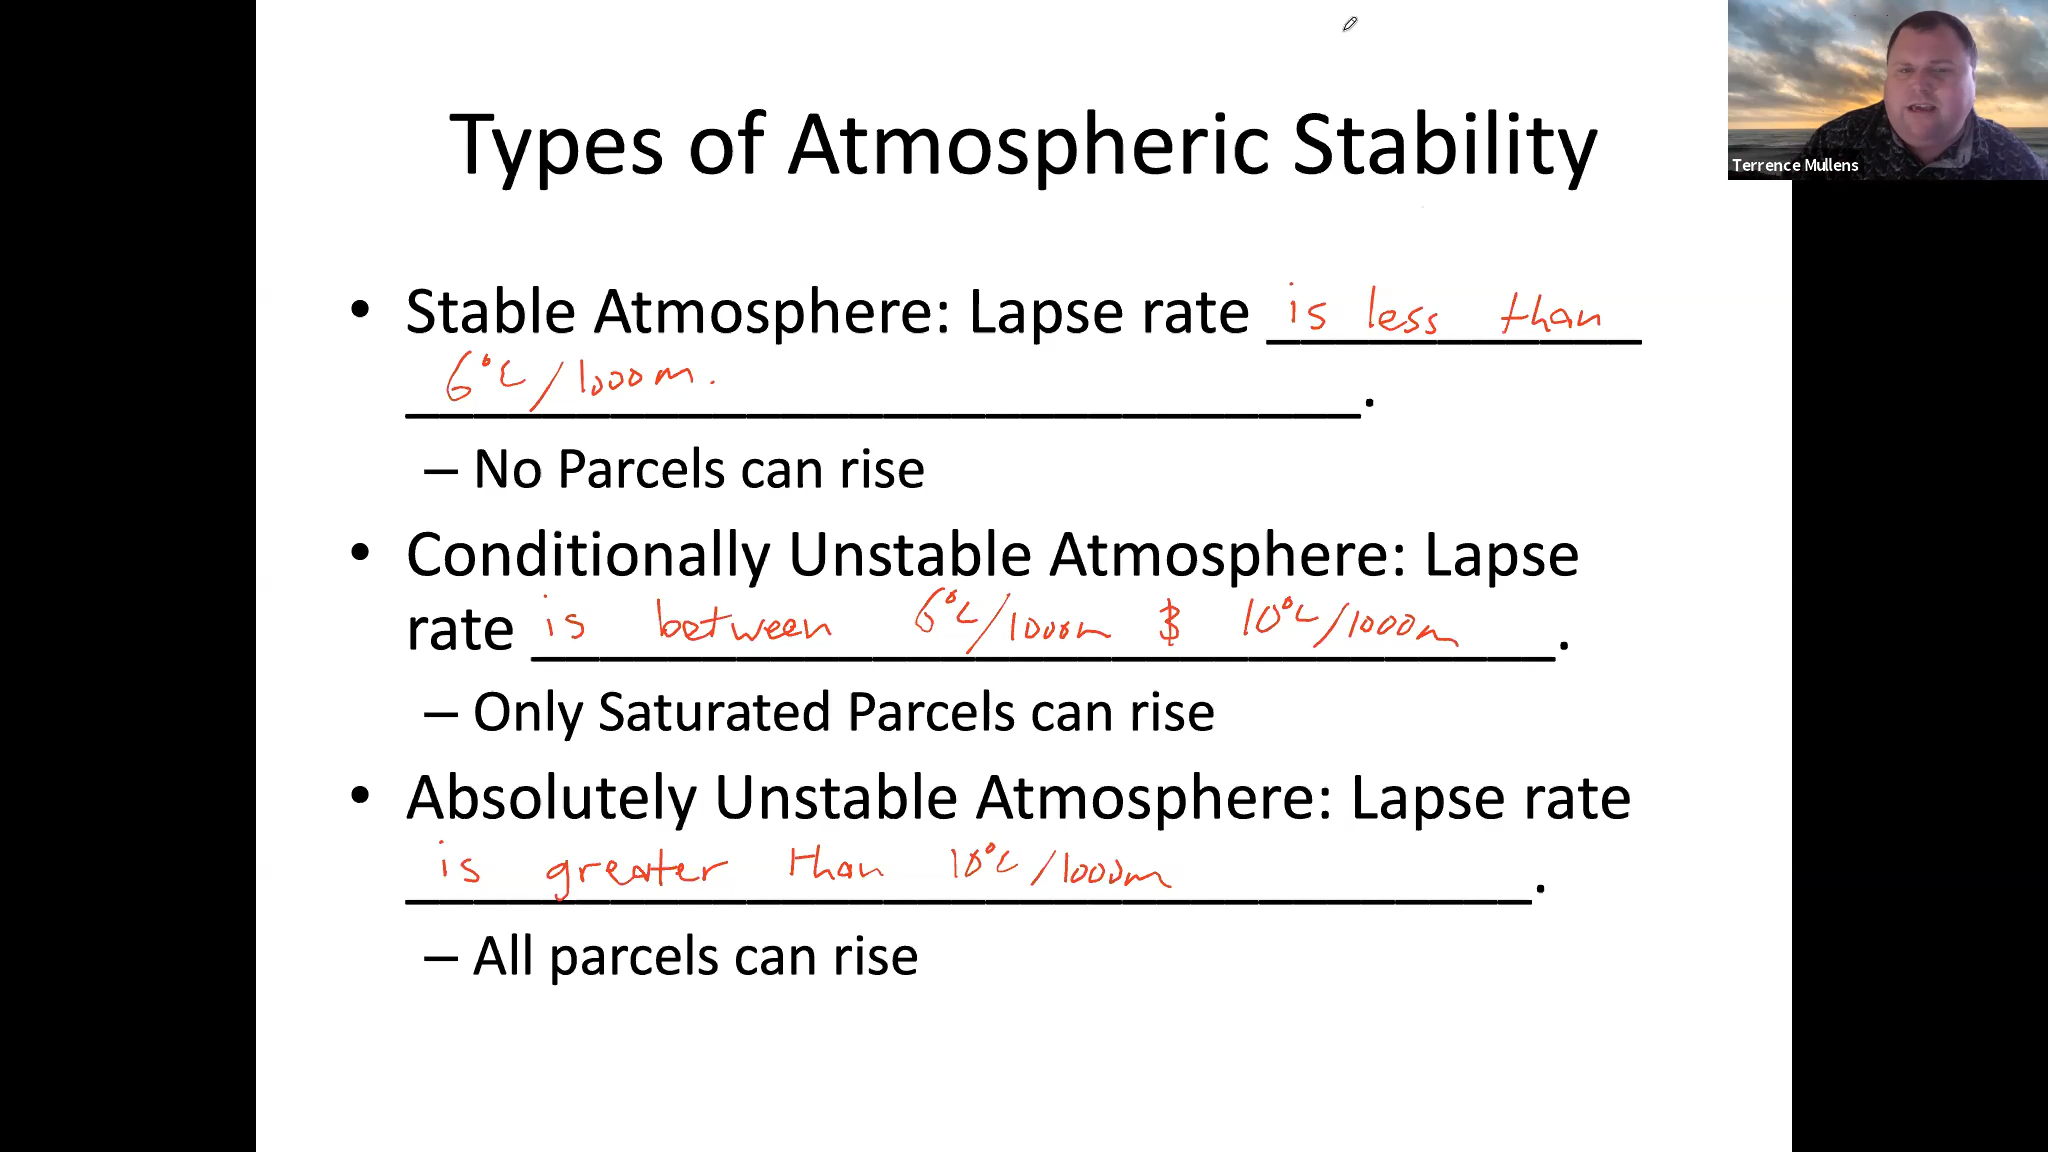 Types of Atmospheric Stability
Terrence Mullens
• Stable Atmosphere: Lapse rate is less than
6°C/1000m.
– No Parcels can rise
• Conditionally Unstable Atmosphere: Lapse
rate is between 6°C/1000m & 10°C/1000m.
– Only Saturated Parcels can rise
• Absolutely Unstable Atmosphere: Lapse rate
is greater than 10°C/1000m.
– All parcels can rise